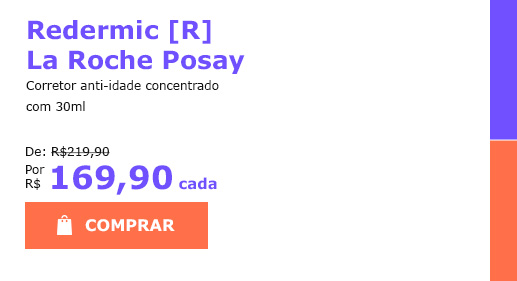 Redermic [R]
La Roche Posay
Corretor anti-idade concentrado
com 30ml
De: R$219,90
Por
R$ 169,90 cada
COMPRAR